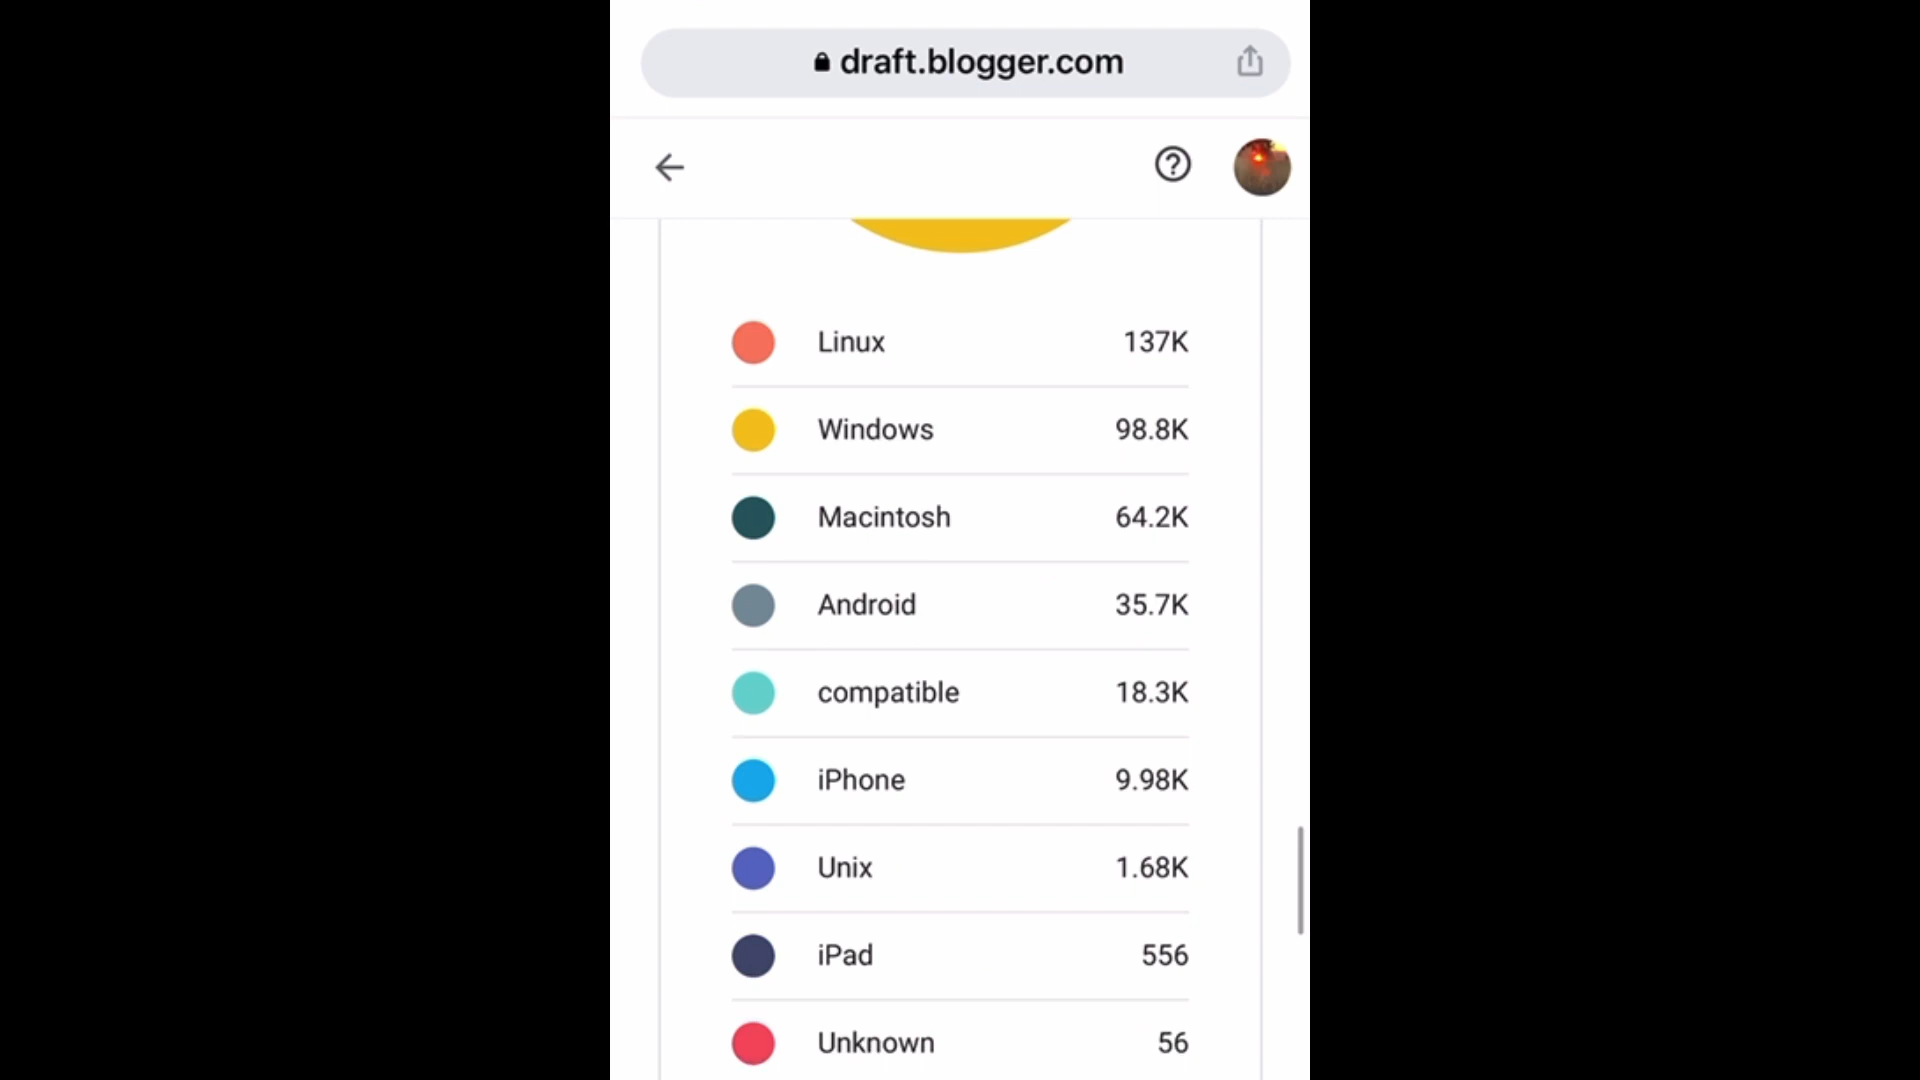 draft.blogger.com
Linux 137K
Windows 98.8K
Macintosh 64.2K
Android 35.7K
compatible 18.3K
iPhone 9.98K
Unix 1.68K
iPad 556
Unknown 56